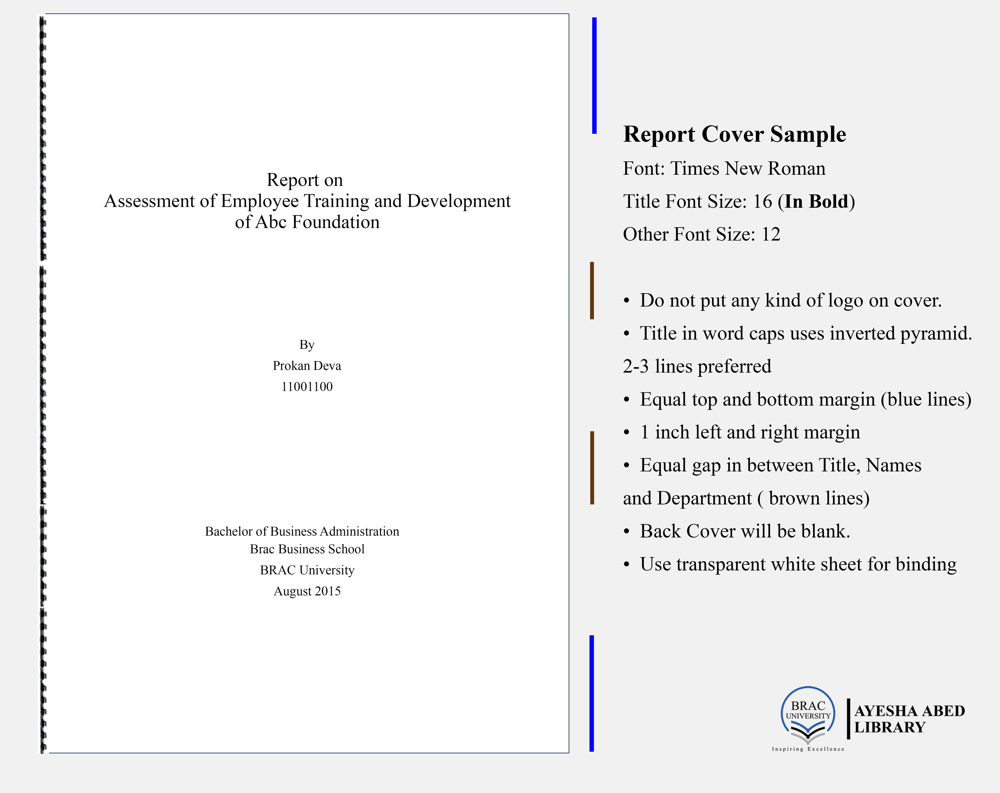 Report on
Assessment of Employee Training and Development
of Abc Foundation
By
Prokan Deva
11001100
Bachelor of Business Administration
Brac Business School
BRAC University
August 2015
Report Cover Sample
Font: Times New Roman
Title Font Size: 16 (In Bold)
Other Font Size: 12
• Do not put any kind of logo on cover.
• Title in word caps uses inverted pyramid.
2-3 lines preferred
• Equal top and bottom margin (blue lines)
• 1 inch left and right margin
• Equal gap in between Title, Names
and Department ( brown lines)
• Back Cover will be blank.
• Use transparent white sheet for binding
BRAC
UNIVERSITY
Inspiring Excellence
AYESHA ABED
LIBRARY